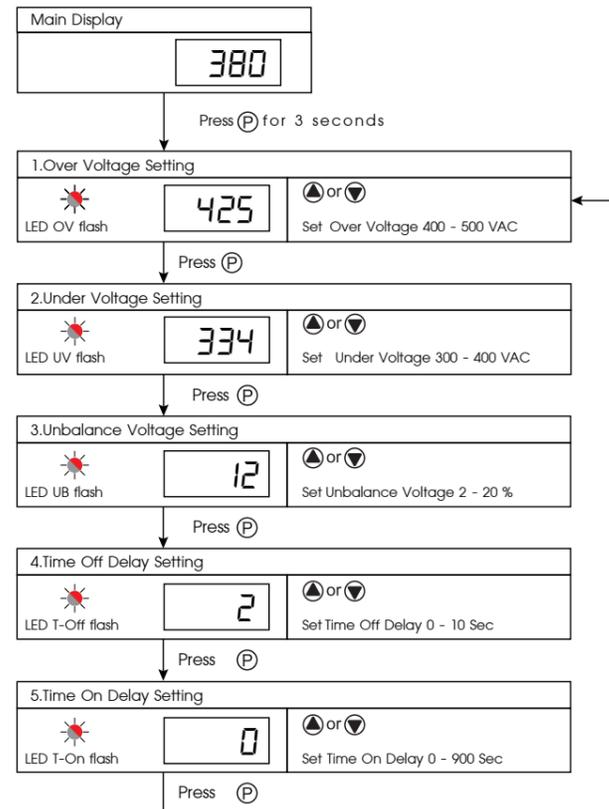 Main Display
380
Press Ⓟ for 3 seconds
1.Over Voltage Setting
425
or
LED OV flash
Set Over Voltage 400 - 500 VAC
Press Ⓟ
2.Under Voltage Setting
334
or
LED UV flash
Set Under Voltage 300 - 400 VAC
Press Ⓟ
3.Unbalance Voltage Setting
12
or
LED UB flash
Set Unbalance Voltage 2 - 20 %
Press Ⓟ
4.Time Off Delay Setting
2
or
LED T-Off flash
Set Time Off Delay 0 - 10 Sec
Press Ⓟ
5.Time On Delay Setting
0
or
LED T-On flash
Set Time On Delay 0 - 900 Sec
Press Ⓟ